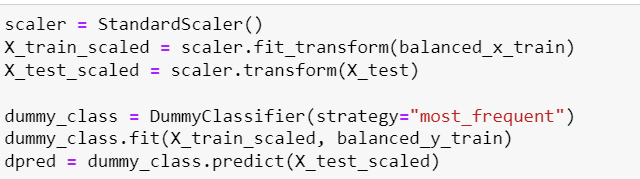 scaler = StandardScaler()
X_train_scaled = scaler.fit_transform(balanced_x_train)
X_test_scaled = scaler.transform(X_test)
dummy_class = DummyClassifier(strategy="most_frequent")
dummy_class.fit(X_train_scaled, balanced_y_train)
dpred = dummy_class.predict(X_test_scaled)